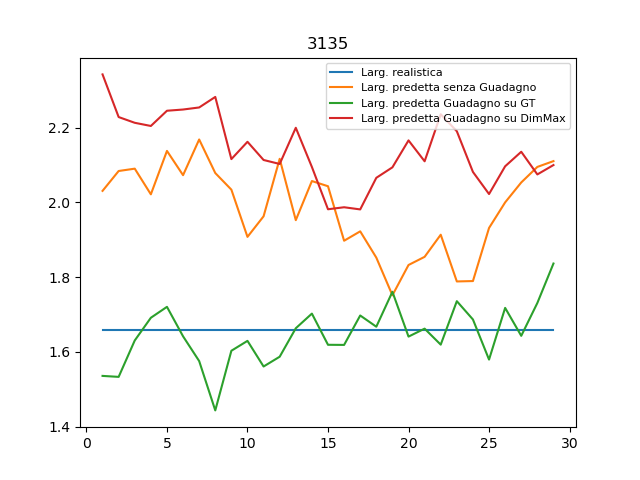 3135
Larg. realistica
Larg. predetta senza Guadagno
Larg. predetta Guadagno su GT
Larg. predetta Guadagno su DimMax
2.2
2.0
1.8
1.6
1.4
0 5 10 15 20 25 30